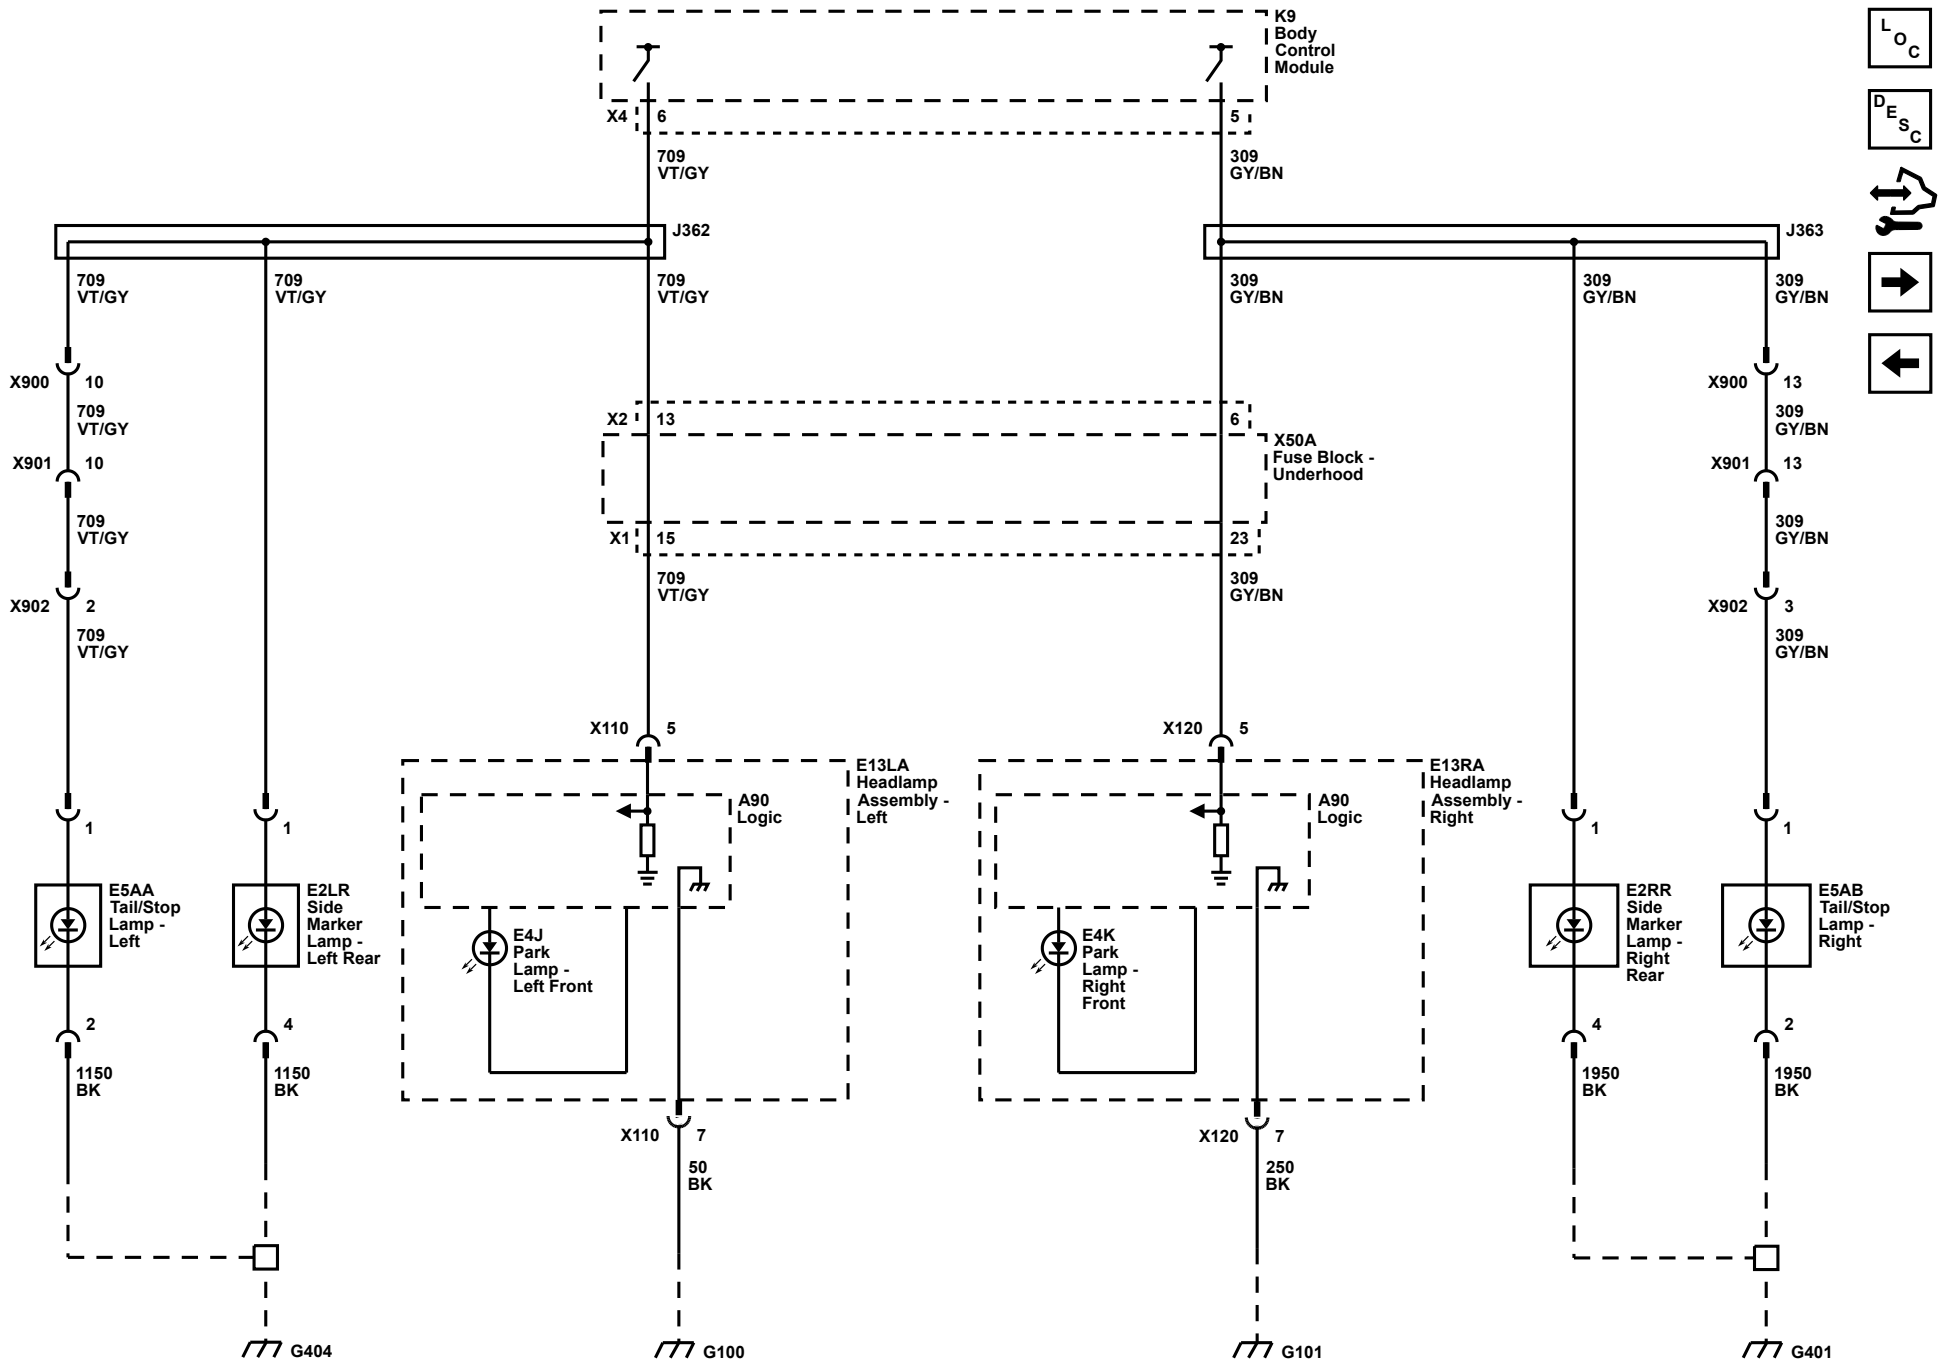 K9
Body
Control
Module
L
O
C
D
E
S
C
X4
6
5
709
VT/GY
309
GY/BN
J362
J363
709
VT/GY
709
VT/GY
709
VT/GY
309
GY/BN
309
GY/BN
309
GY/BN
X900
10
X900
13
709
VT/GY
309
GY/BN
X2
13
6
X50A
Fuse Block -
Underhood
X901
10
X901
13
709
VT/GY
309
GY/BN
X1
15
23
709
VT/GY
309
GY/BN
X902
2
X902
3
709
VT/GY
309
GY/BN
X110
5
X120
5
E13LA
Headlamp
Assembly -
Left
E13RA
Headlamp
Assembly -
Right
A90
Logic
A90
Logic
1
1
1
1
E5AA
Tail/Stop
Lamp -
Left
E2LR
Side
Marker
Lamp -
Left Rear
E4J
Park
Lamp -
Left Front
E4K
Park
Lamp -
Right
Front
E2RR
Side
Marker
Lamp -
Right
Rear
E5AB
Tail/Stop
Lamp -
Right
2
4
4
2
1150
BK
1150
BK
1950
BK
1950
BK
X110
7
X120
7
50
BK
250
BK
G404
G100
G101
G401